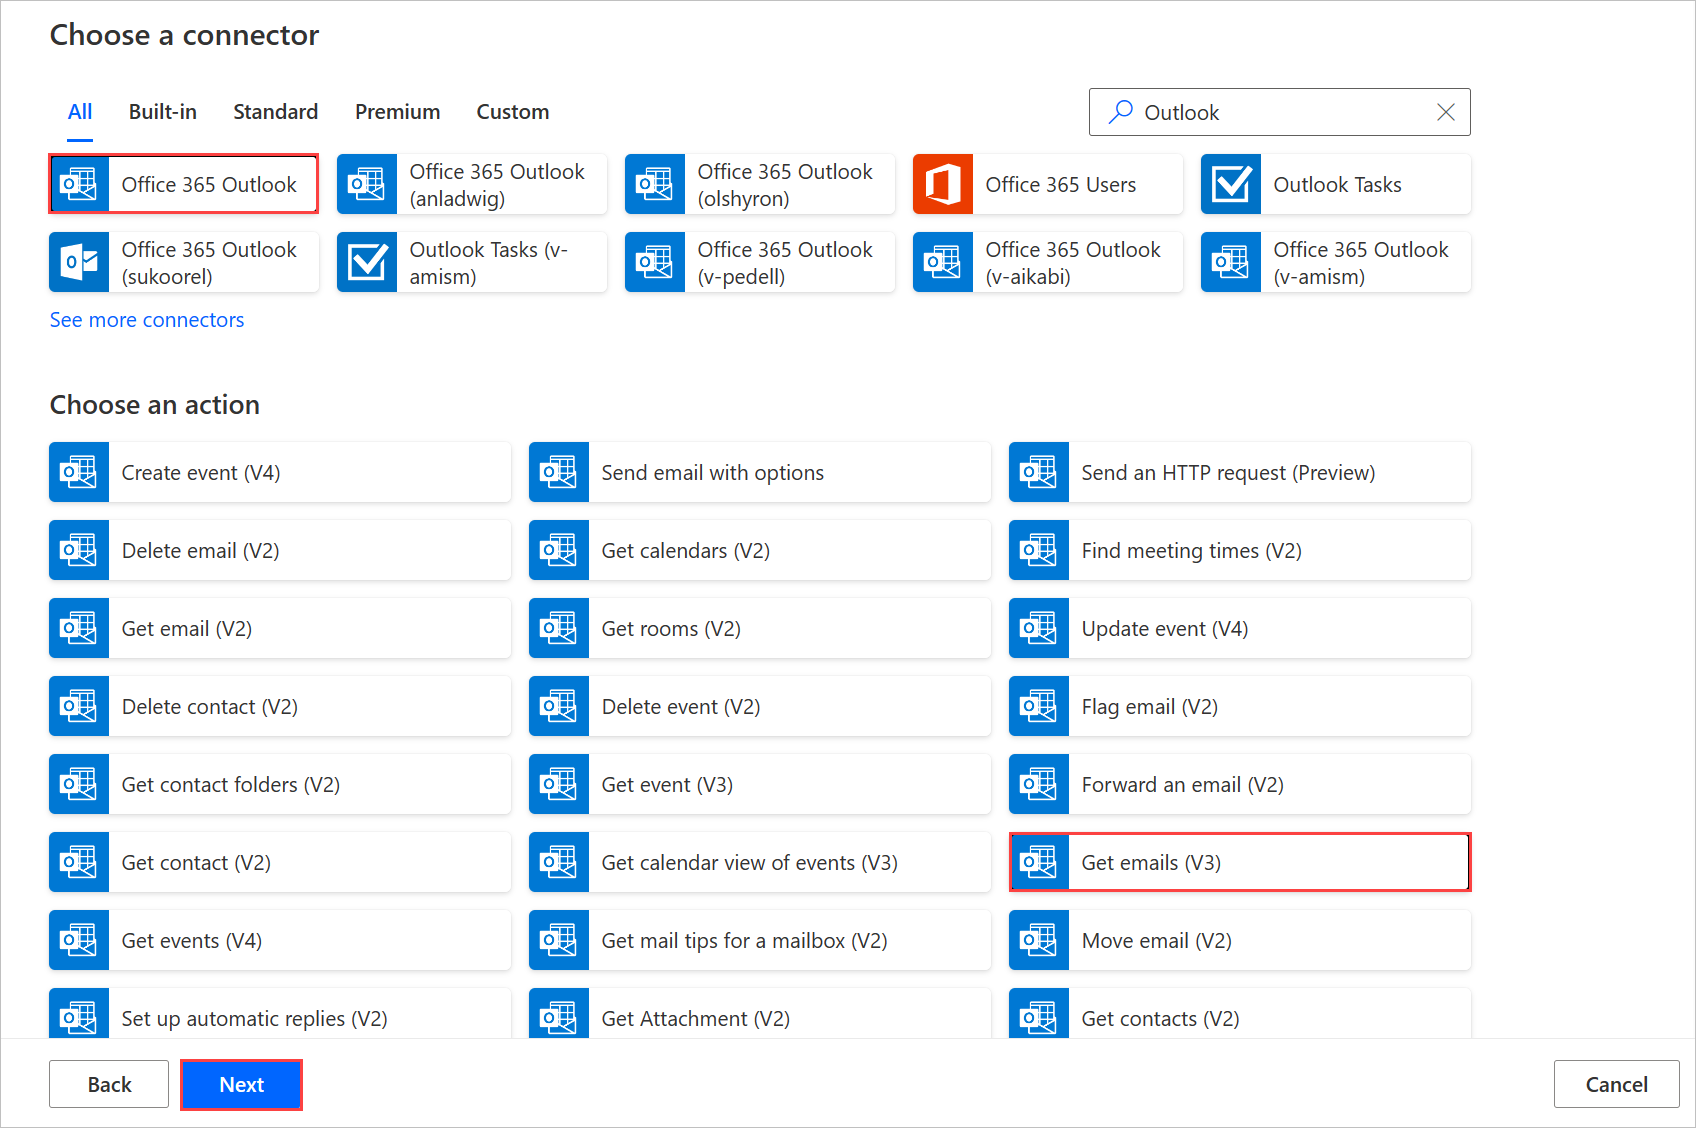 Choose a connector
All Built-in Standard Premium Custom
Outlook
Office 365 Outlook
Office 365 Outlook
(anladwig)
Office 365 Outlook
(olshyron)
Office 365 Users
Outlook Tasks
Office 365 Outlook
(sukoorel)
Outlook Tasks (v-
amism)
Office 365 Outlook
(v-pedell)
Office 365 Outlook
(v-aikabi)
Office 365 Outlook
(v-amism)
See more connectors
Choose an action
Create event (V4)
Send email with options
Send an HTTP request (Preview)
Delete email (V2)
Get calendars (V2)
Find meeting times (V2)
Get email (V2)
Get rooms (V2)
Update event (V4)
Delete contact (V2)
Delete event (V2)
Flag email (V2)
Get contact folders (V2)
Get event (V3)
Forward an email (V2)
Get contact (V2)
Get calendar view of events (V3)
Get emails (V3)
Get events (V4)
Get mail tips for a mailbox (V2)
Move email (V2)
Set up automatic replies (V2)
Get Attachment (V2)
Get contacts (V2)
Back
Next
Cancel